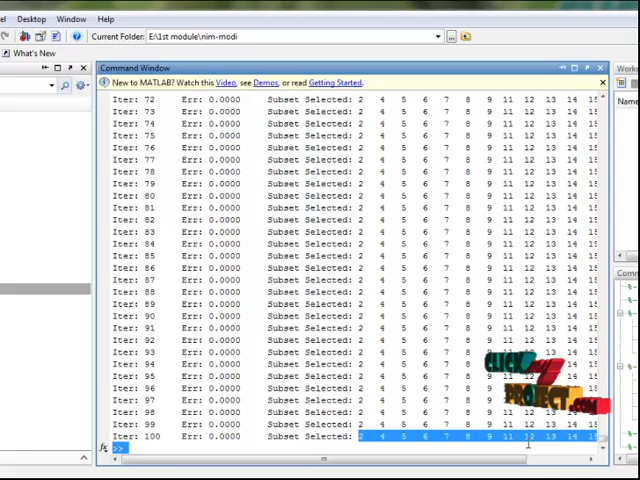 Desktop Window Help
Current Folder: E:\1st module\nim-modi
What's New
Command Window
New to MATLAB? Watch this Video, see Demos, or read Getting Started.
Iter: 72 Err: 0.0000 Subset Selected: 2 4 5 6 7 8 9 11 12 13 14 15
Iter: 73 Err: 0.0000 Subset Selected: 2 4 5 6 7 8 9 11 12 13 14 15
Iter: 74 Err: 0.0000 Subset Selected: 2 4 5 6 7 8 9 11 12 13 14 15
Iter: 75 Err: 0.0000 Subset Selected: 2 4 5 6 7 8 9 11 12 13 14 15
Iter: 76 Err: 0.0000 Subset Selected: 2 4 5 6 7 8 9 11 12 13 14 15
Iter: 77 Err: 0.0000 Subset Selected: 2 4 5 6 7 8 9 11 12 13 14 15
Iter: 78 Err: 0.0000 Subset Selected: 2 4 5 6 7 8 9 11 12 13 14 15
Iter: 79 Err: 0.0000 Subset Selected: 2 4 5 6 7 8 9 11 12 13 14 15
Iter: 80 Err: 0.0000 Subset Selected: 2 4 5 6 7 8 9 11 12 13 14 15
Iter: 81 Err: 0.0000 Subset Selected: 2 4 5 6 7 8 9 11 12 13 14 15
Iter: 82 Err: 0.0000 Subset Selected: 2 4 5 6 7 8 9 11 12 13 14 15
Iter: 83 Err: 0.0000 Subset Selected: 2 4 5 6 7 8 9 11 12 13 14 15
Iter: 84 Err: 0.0000 Subset Selected: 2 4 5 6 7 8 9 11 12 13 14 15
Iter: 85 Err: 0.0000 Subset Selected: 2 4 5 6 7 8 9 11 12 13 14 15
Iter: 86 Err: 0.0000 Subset Selected: 2 4 5 6 7 8 9 11 12 13 14 15
Iter: 87 Err: 0.0000 Subset Selected: 2 4 5 6 7 8 9 11 12 13 14 15
Iter: 88 Err: 0.0000 Subset Selected: 2 4 5 6 7 8 9 11 12 13 14 15
Iter: 89 Err: 0.0000 Subset Selected: 2 4 5 6 7 8 9 11 12 13 14 15
Iter: 90 Err: 0.0000 Subset Selected: 2 4 5 6 7 8 9 11 12 13 14 15
Iter: 91 Err: 0.0000 Subset Selected: 2 4 5 6 7 8 9 11 12 13 14 15
Iter: 92 Err: 0.0000 Subset Selected: 2 4 5 6 7 8 9 11 12 13 14 15
Iter: 93 Err: 0.0000 Subset Selected: 2 4 5 6 7 8 9 11 12 13 14
Iter: 94 Err: 0.0000 Subset Selected: 2 4 5 6 7 8
Iter: 95 Err: 0.0000 Subset Selected: 2 4 5 6 7 8 9 11
Iter: 96 Err: 0.0000 Subset Selected: 2 4 5 6 7 8 9 11
Iter: 97 Err: 0.0000 Subset Selected: 2 4 5 6 7 8 9
Iter: 98 Err: 0.0000 Subset Selected: 2 4 5 6 7 8 9 11 12 13 14 15
Iter: 99 Err: 0.0000 Subset Selected: 2 4 5 6 7 8 9 11 12 13 14 15
Iter: 100 Err: 0.0000 Subset Selected: 2 4 5 6 7 8 9 11 12 13 14 15
fx >>
CLICK my
PROJECT.COM
Works
Name
Com